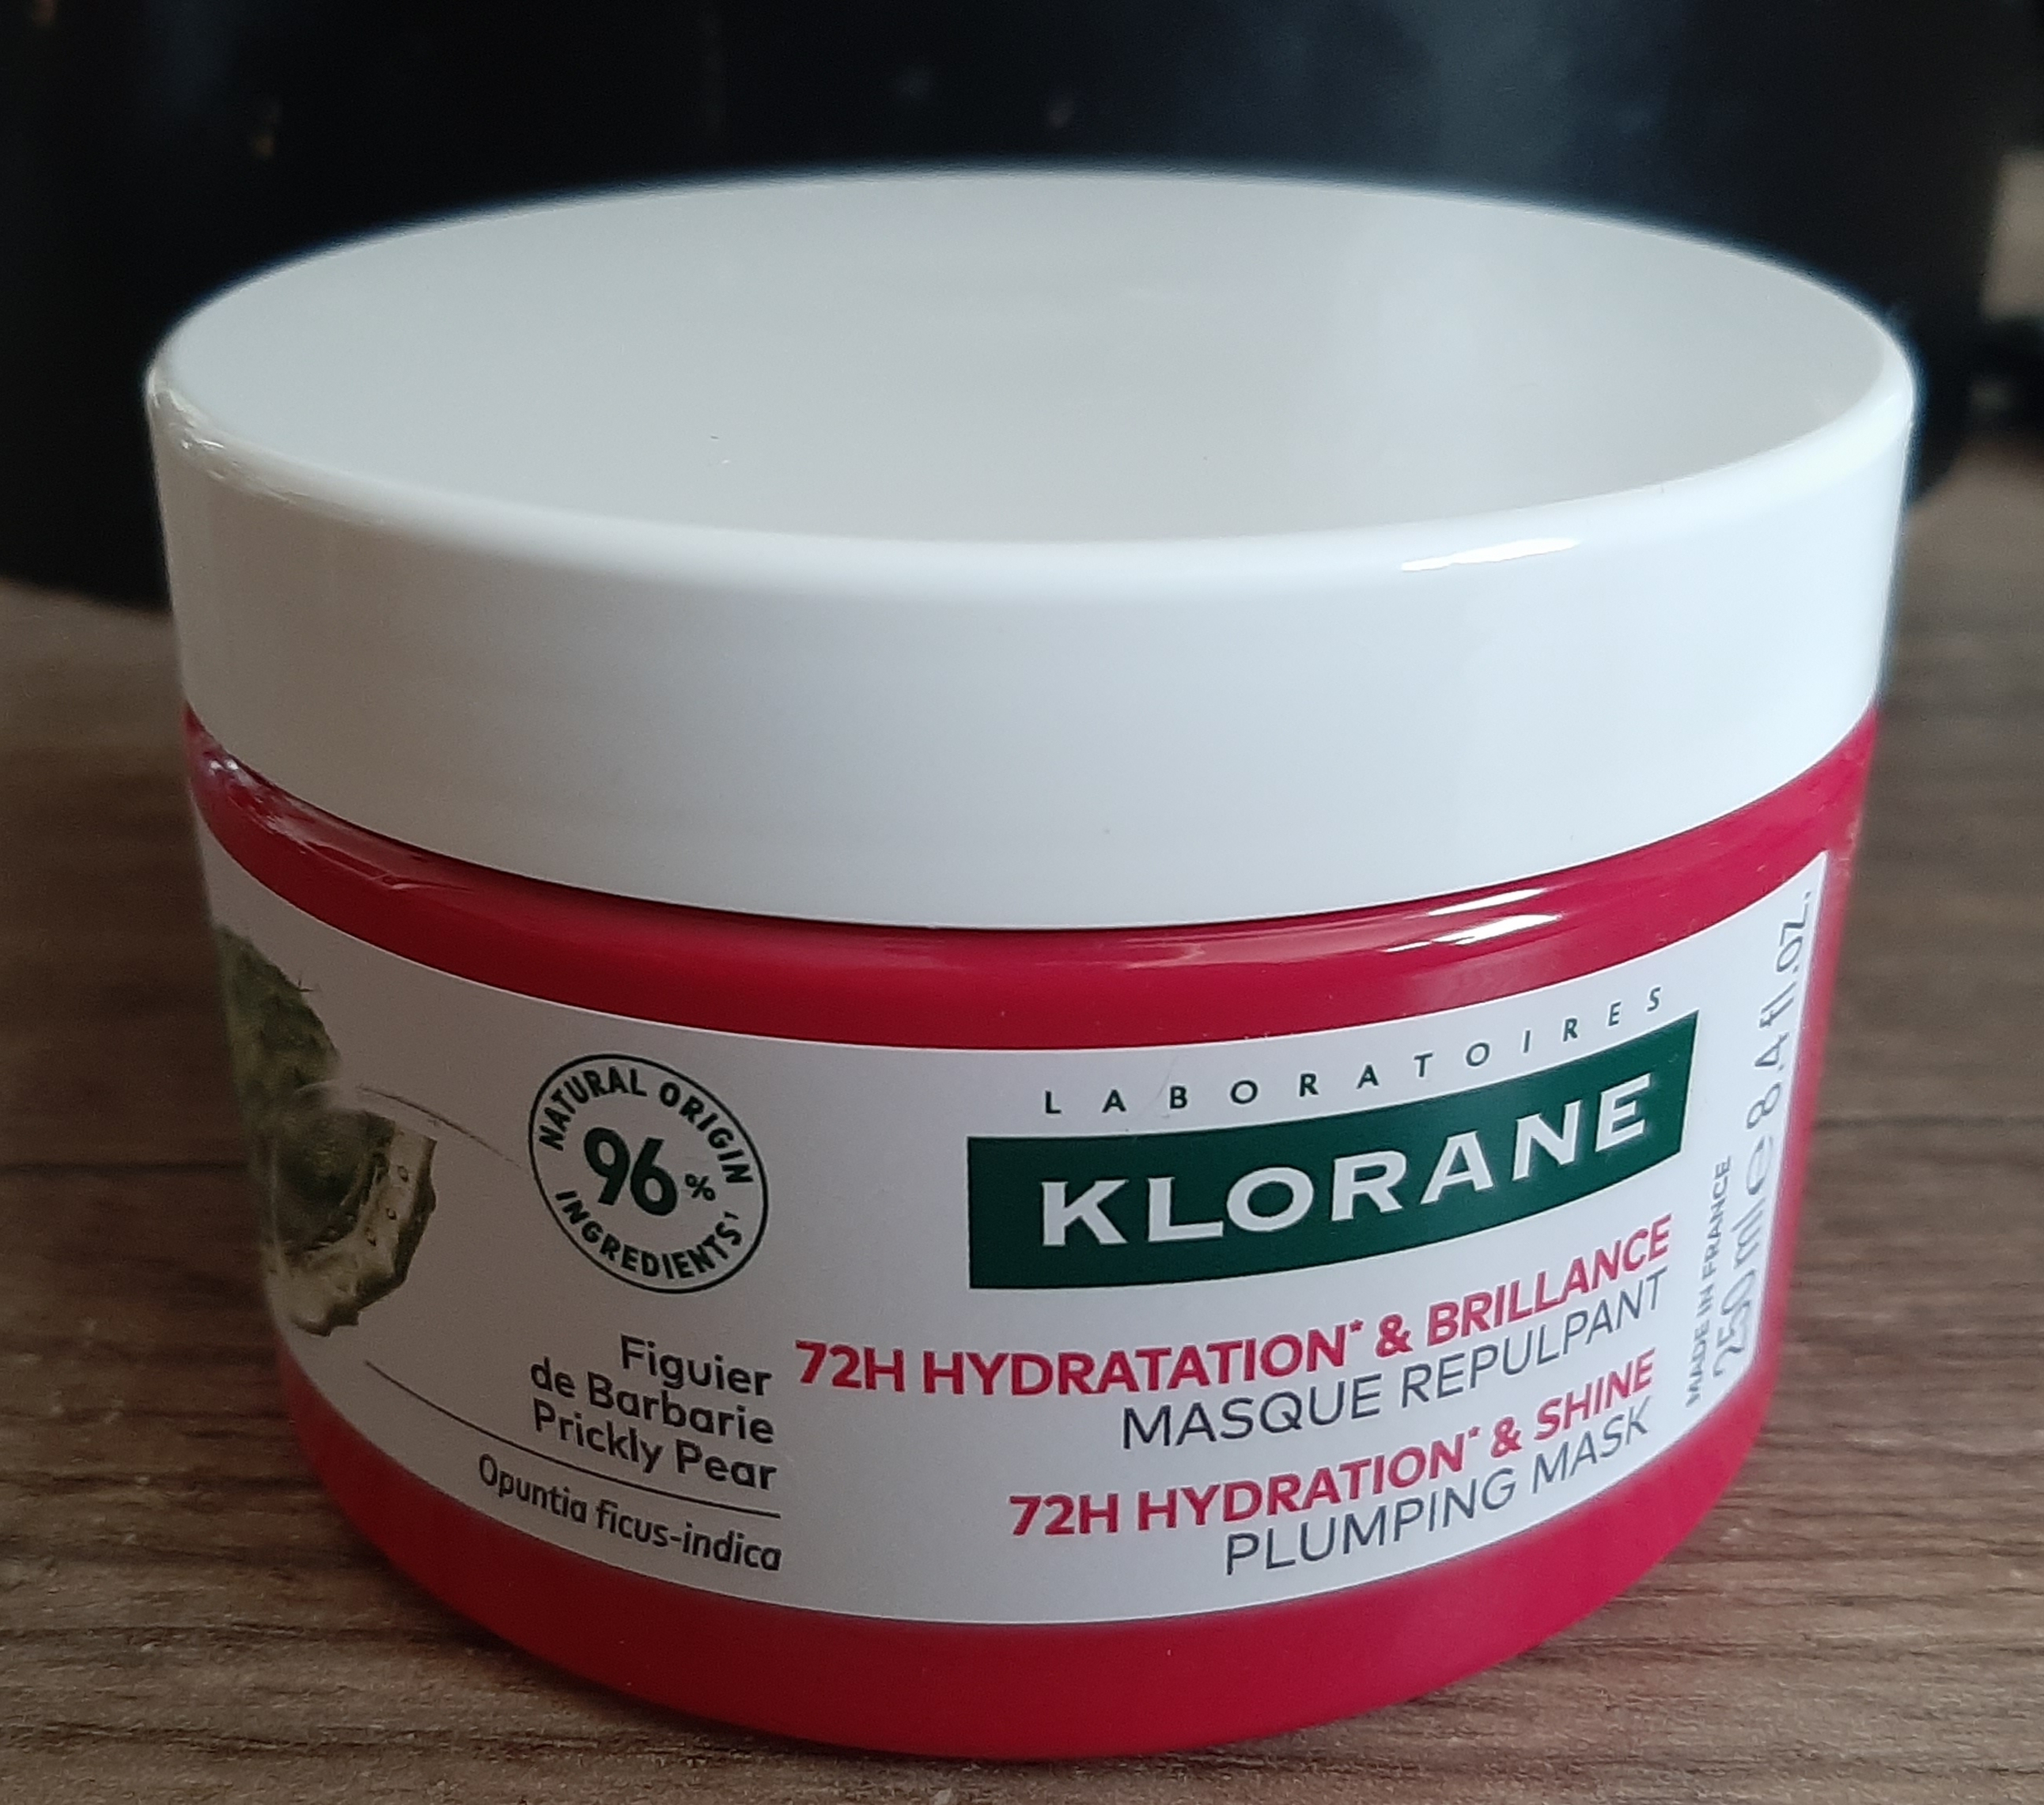 NATURAL ORIGIN
96%
INGREDIENTS¹
Figuier
de Barbarie
Prickly Pear
Opuntia ficus-indica
LABORATOIRES
KLORANE
72H HYDRATATION* & BRILLANCE
MASQUE REPULPANT
72H HYDRATION* & SHINE
PLUMPING MASK
MADE IN FRANCE
250 ml e 8.4 fl.oz.